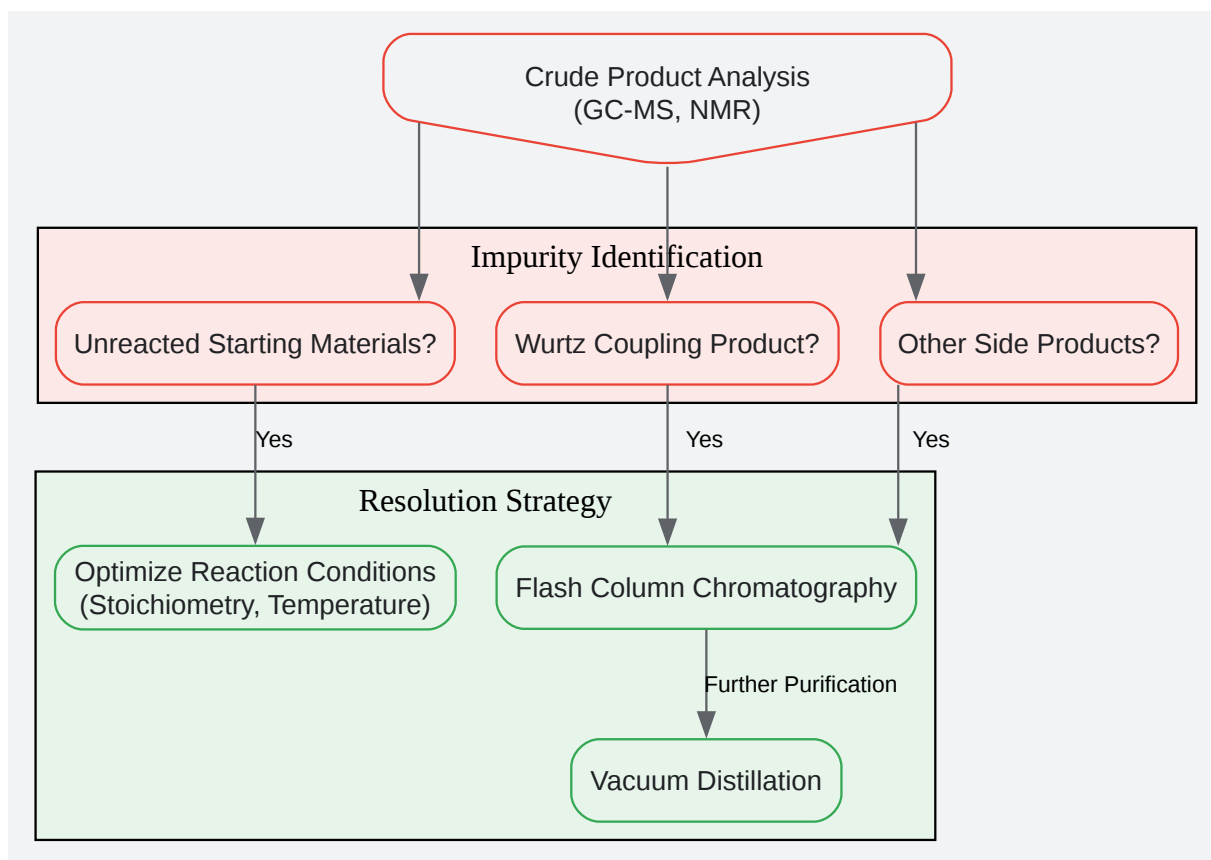 Crude Product Analysis
(GC-MS, NMR)
Impurity Identification
Unreacted Starting Materials?
Wurtz Coupling Product?
Other Side Products?
Yes
Yes
Yes
Resolution Strategy
Optimize Reaction Conditions
(Stoichiometry, Temperature)
Flash Column Chromatography
Further Purification
Vacuum Distillation